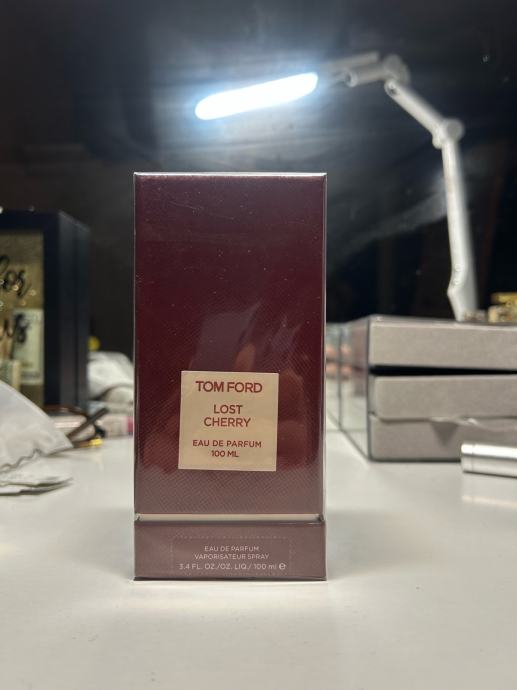 TOM FORD
LOST
CHERRY
EAU DE PARFUM
100 ML
EAU DE PARFUM
VAPORISATEUR SPRAY
3.4 FL. OZ./OZ. LIQ./ 100 ml ℮